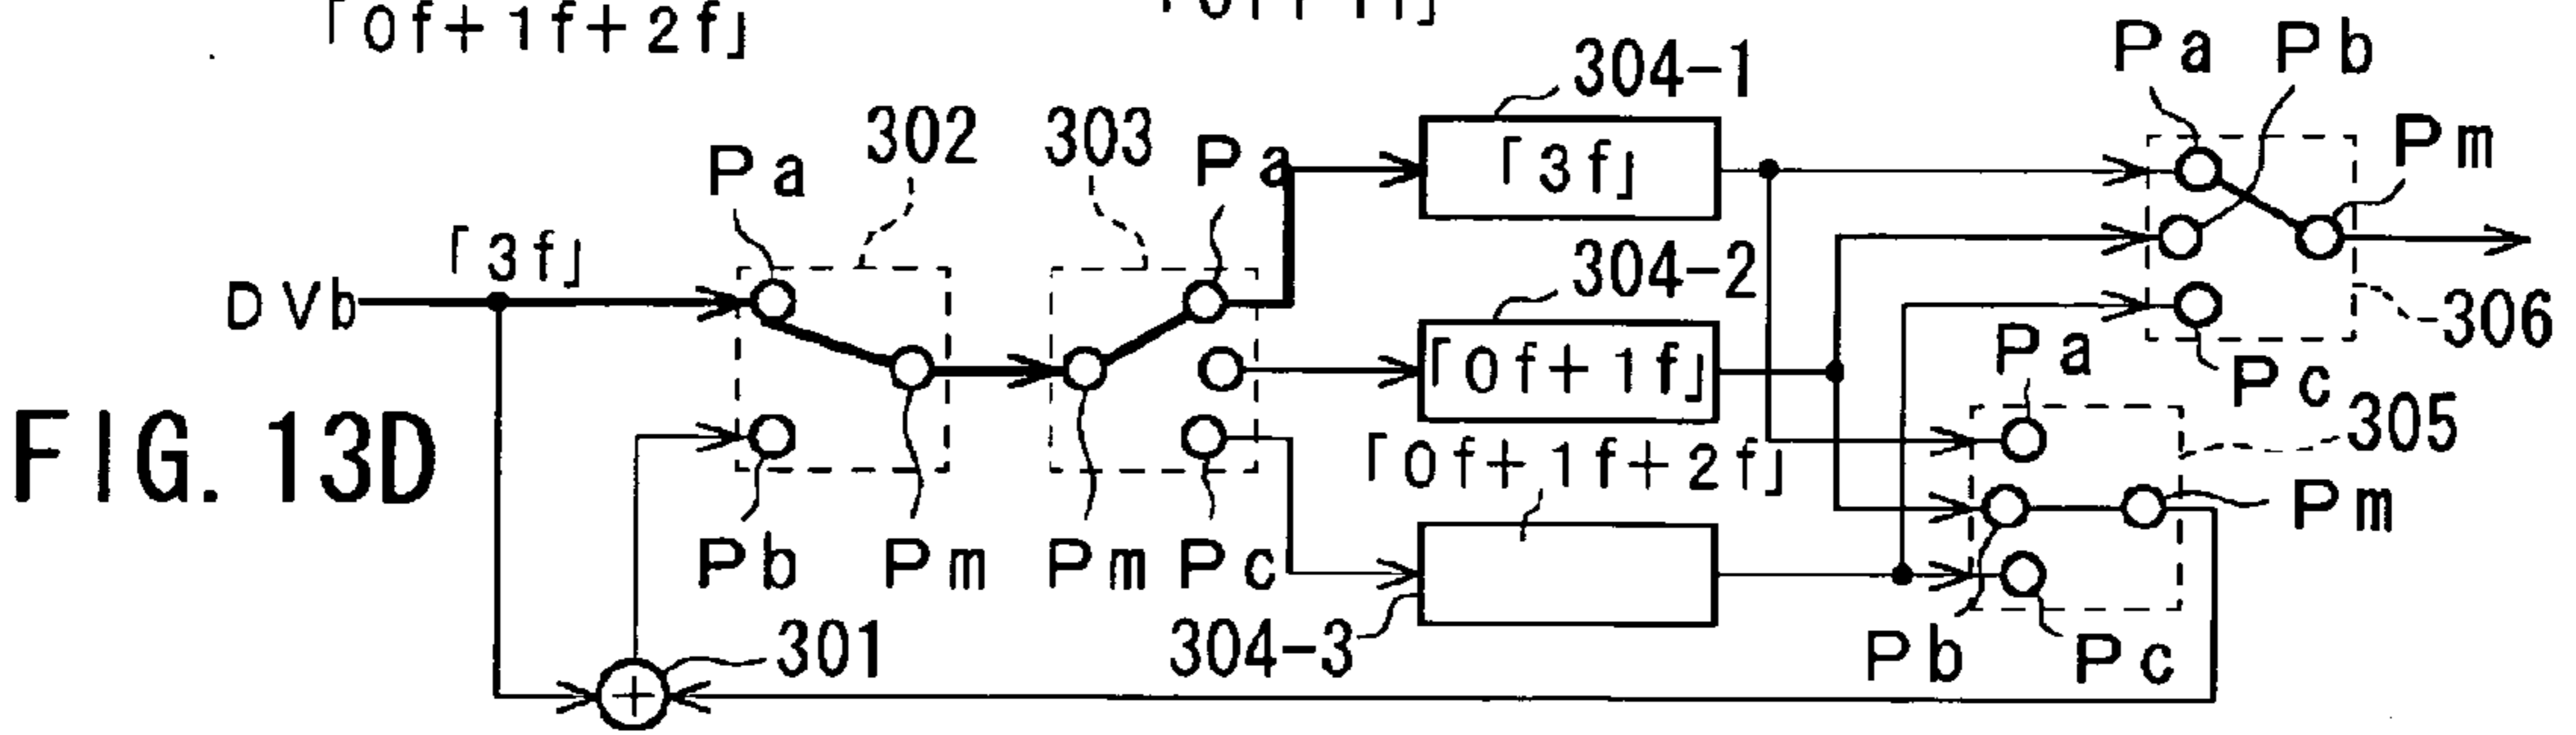 「0f+1f+2f」
Pa
Pb
304-1
302
303
Pa
Pa
「3f」
Pm
「3f」
304-2
DVb
306
「0f+1f」
Pa
Pc
305
FIG. 13D
「0f+1f+2f」
Pm
Pb
Pm
Pm
Pc
301
304-3
Pb
Pc